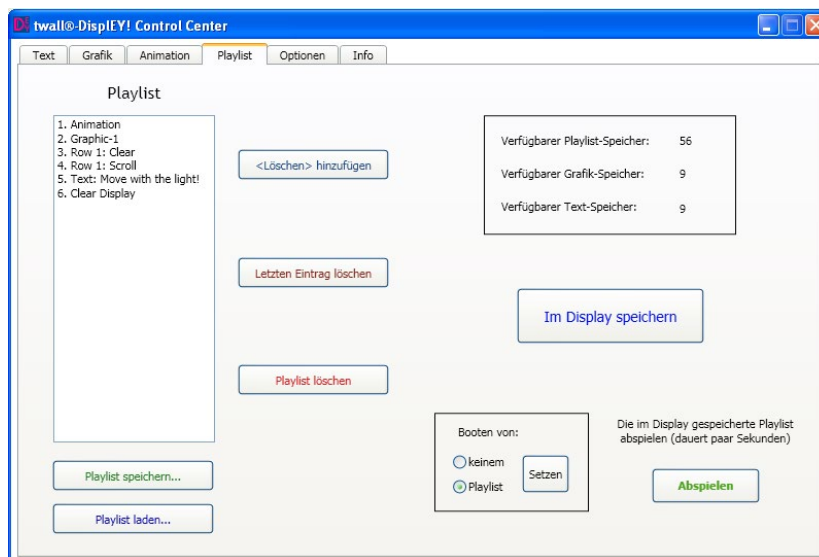 twall®-DisplEY! Control Center
Text Grafik Animation Playlist Optionen Info
Playlist
1. Animation
2. Graphic-1
3. Row 1: Clear
4. Row 1: Scroll
5. Text: Move with the light!
6. Clear Display
<Löschen> hinzufügen
Letzten Eintrag löschen
Playlist löschen
Playlist speichern...
Playlist laden...
Verfügbarer Playlist-Speicher: 56
Verfügbarer Grafik-Speicher: 9
Verfügbarer Text-Speicher: 9
Im Display speichern
Booten von:
keinem
Playlist
Setzen
Die im Display gespeicherte Playlist
abspielen (dauert paar Sekunden)
Abspielen